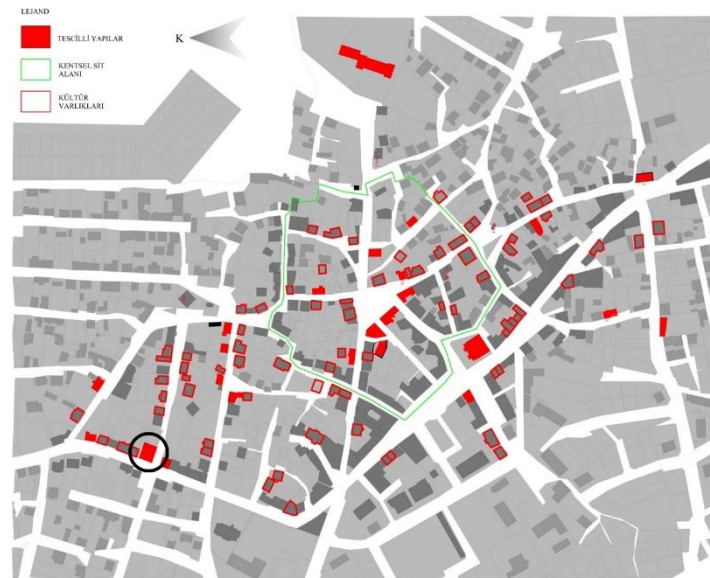 LEJAND
TESCİLLİ YAPILAR
K
KENTSEL SİT
ALANI
KÜLTÜR
VARLIKLARI